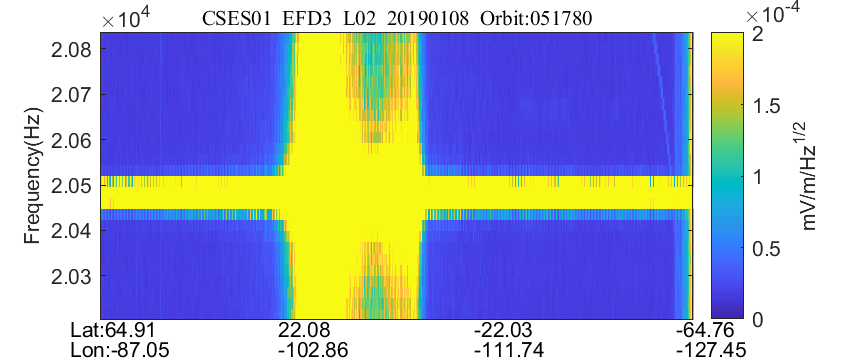 CSES01 EFD3 L02 20190108 Orbit:051780
×10⁴
×10⁻⁴
2.08
2.07
2.06
2.05
2.04
2.03
Frequency(Hz)
2
1.5
1
0.5
0
mV/m/Hz^1/2
Lat:64.91 22.08 -22.03 -64.76
Lon:-87.05 -102.86 -111.74 -127.45